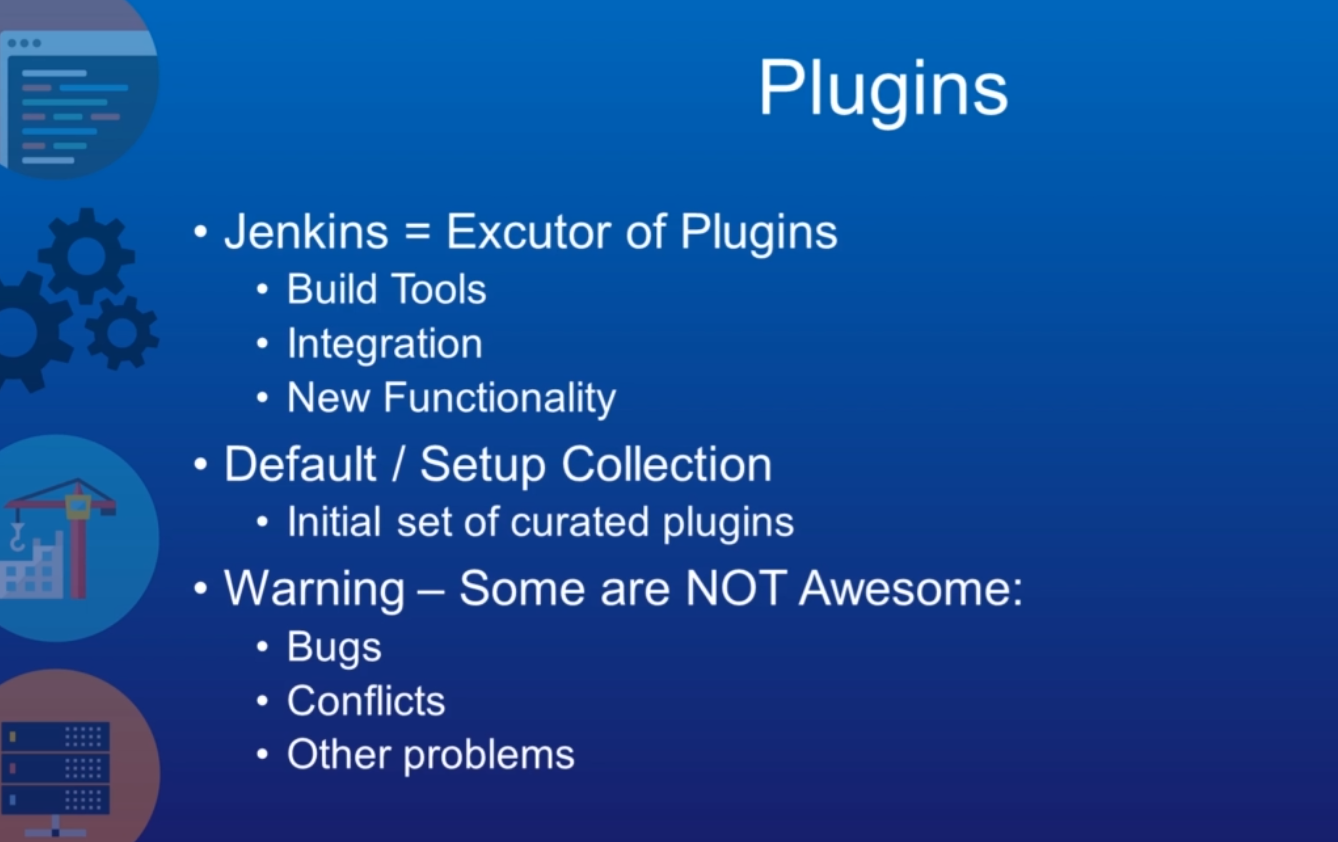 Plugins
• Jenkins = Excutor of Plugins
• Build Tools
• Integration
• New Functionality
• Default / Setup Collection
• Initial set of curated plugins
• Warning – Some are NOT Awesome:
• Bugs
• Conflicts
• Other problems